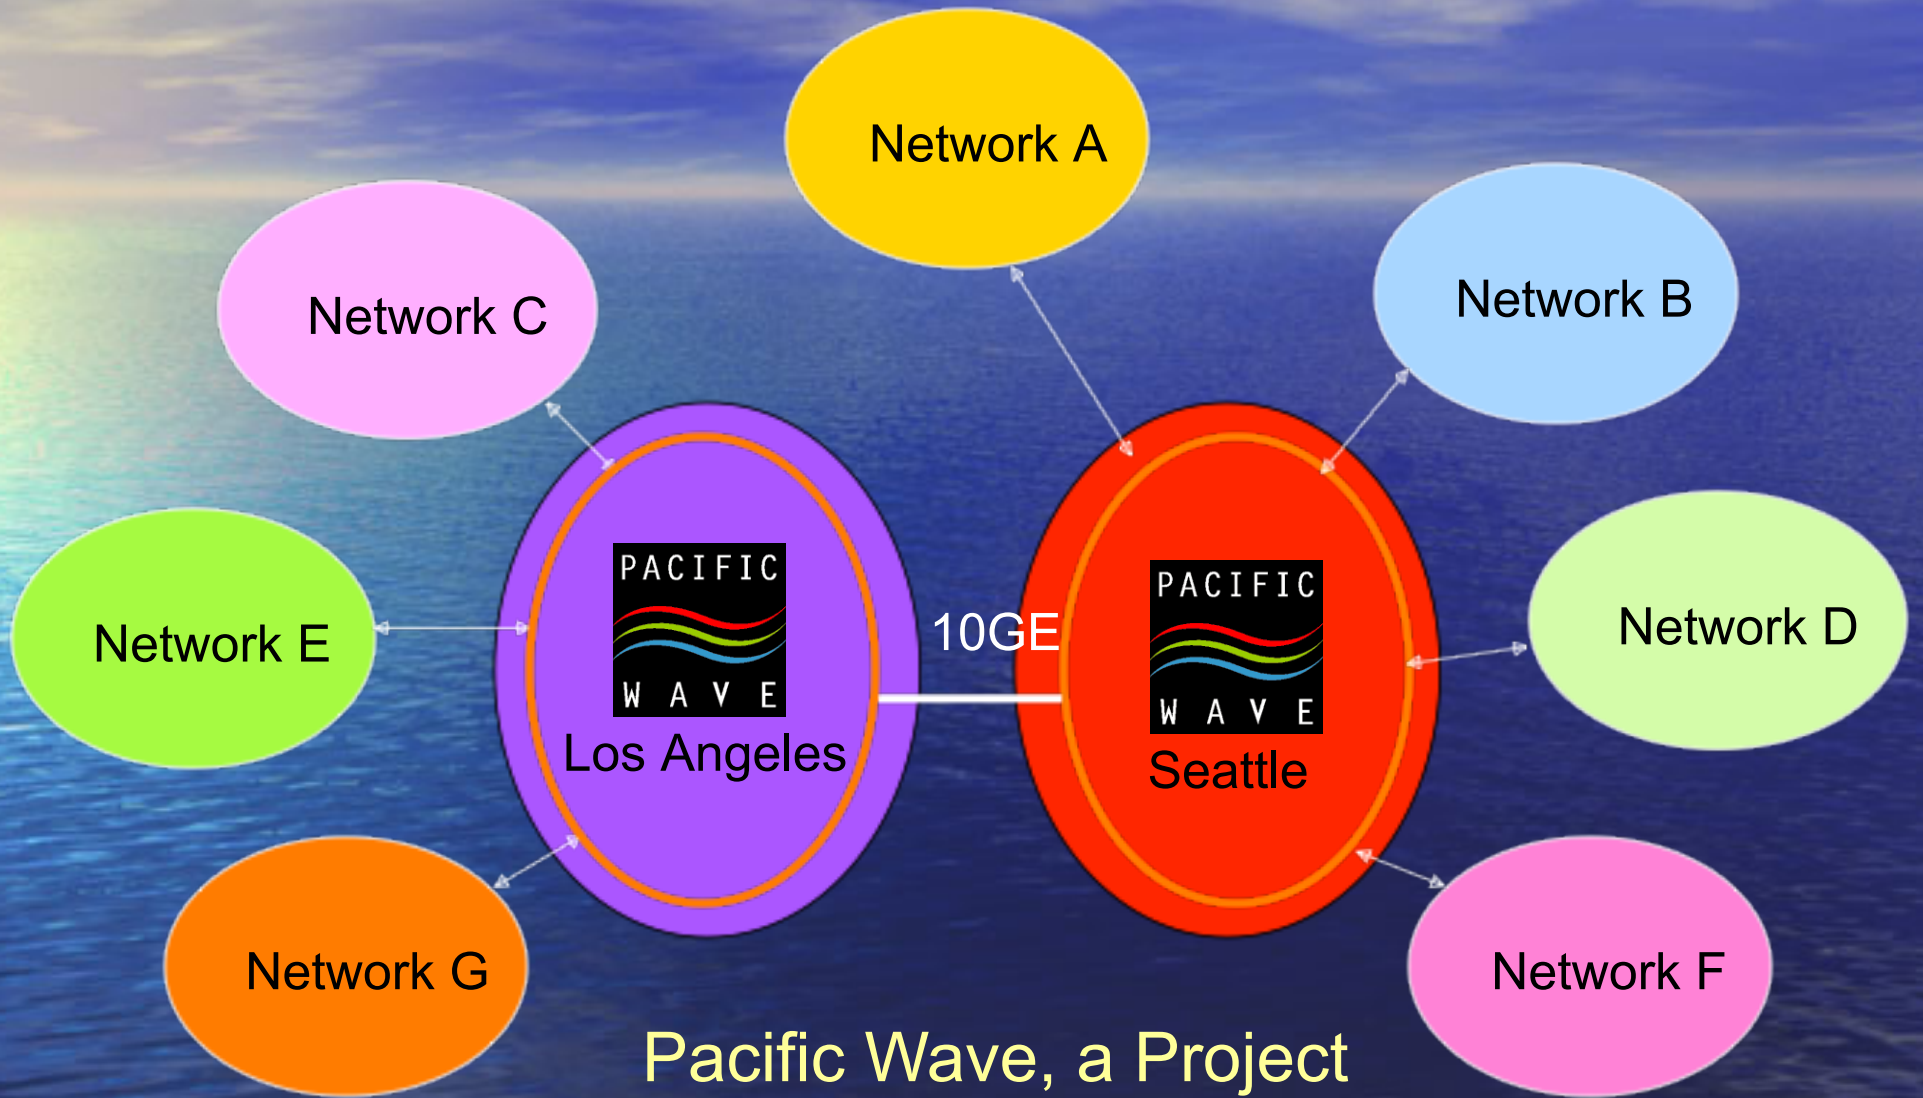 Network A
Network B
Network C
PACIFIC
WAVE
Los Angeles
10GE
PACIFIC
WAVE
Seattle
Network D
Network E
Network G
Network F
Pacific Wave, a Project